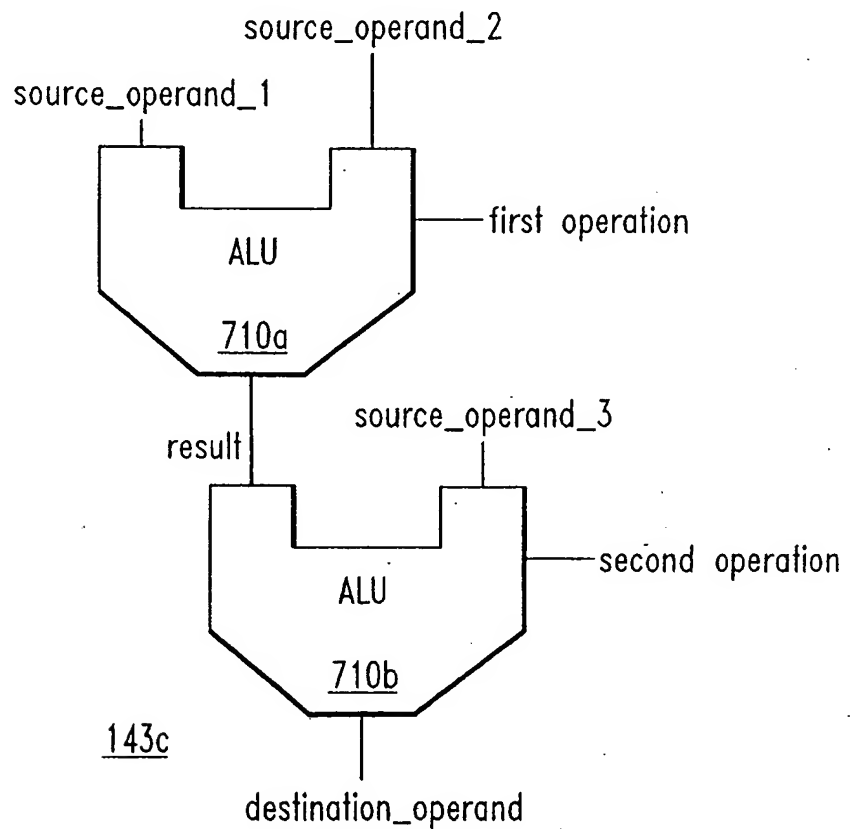 source_operand_2
source_operand_1
first operation
ALU
710a
source_operand_3
result
second operation
ALU
710b
143c
destination_operand